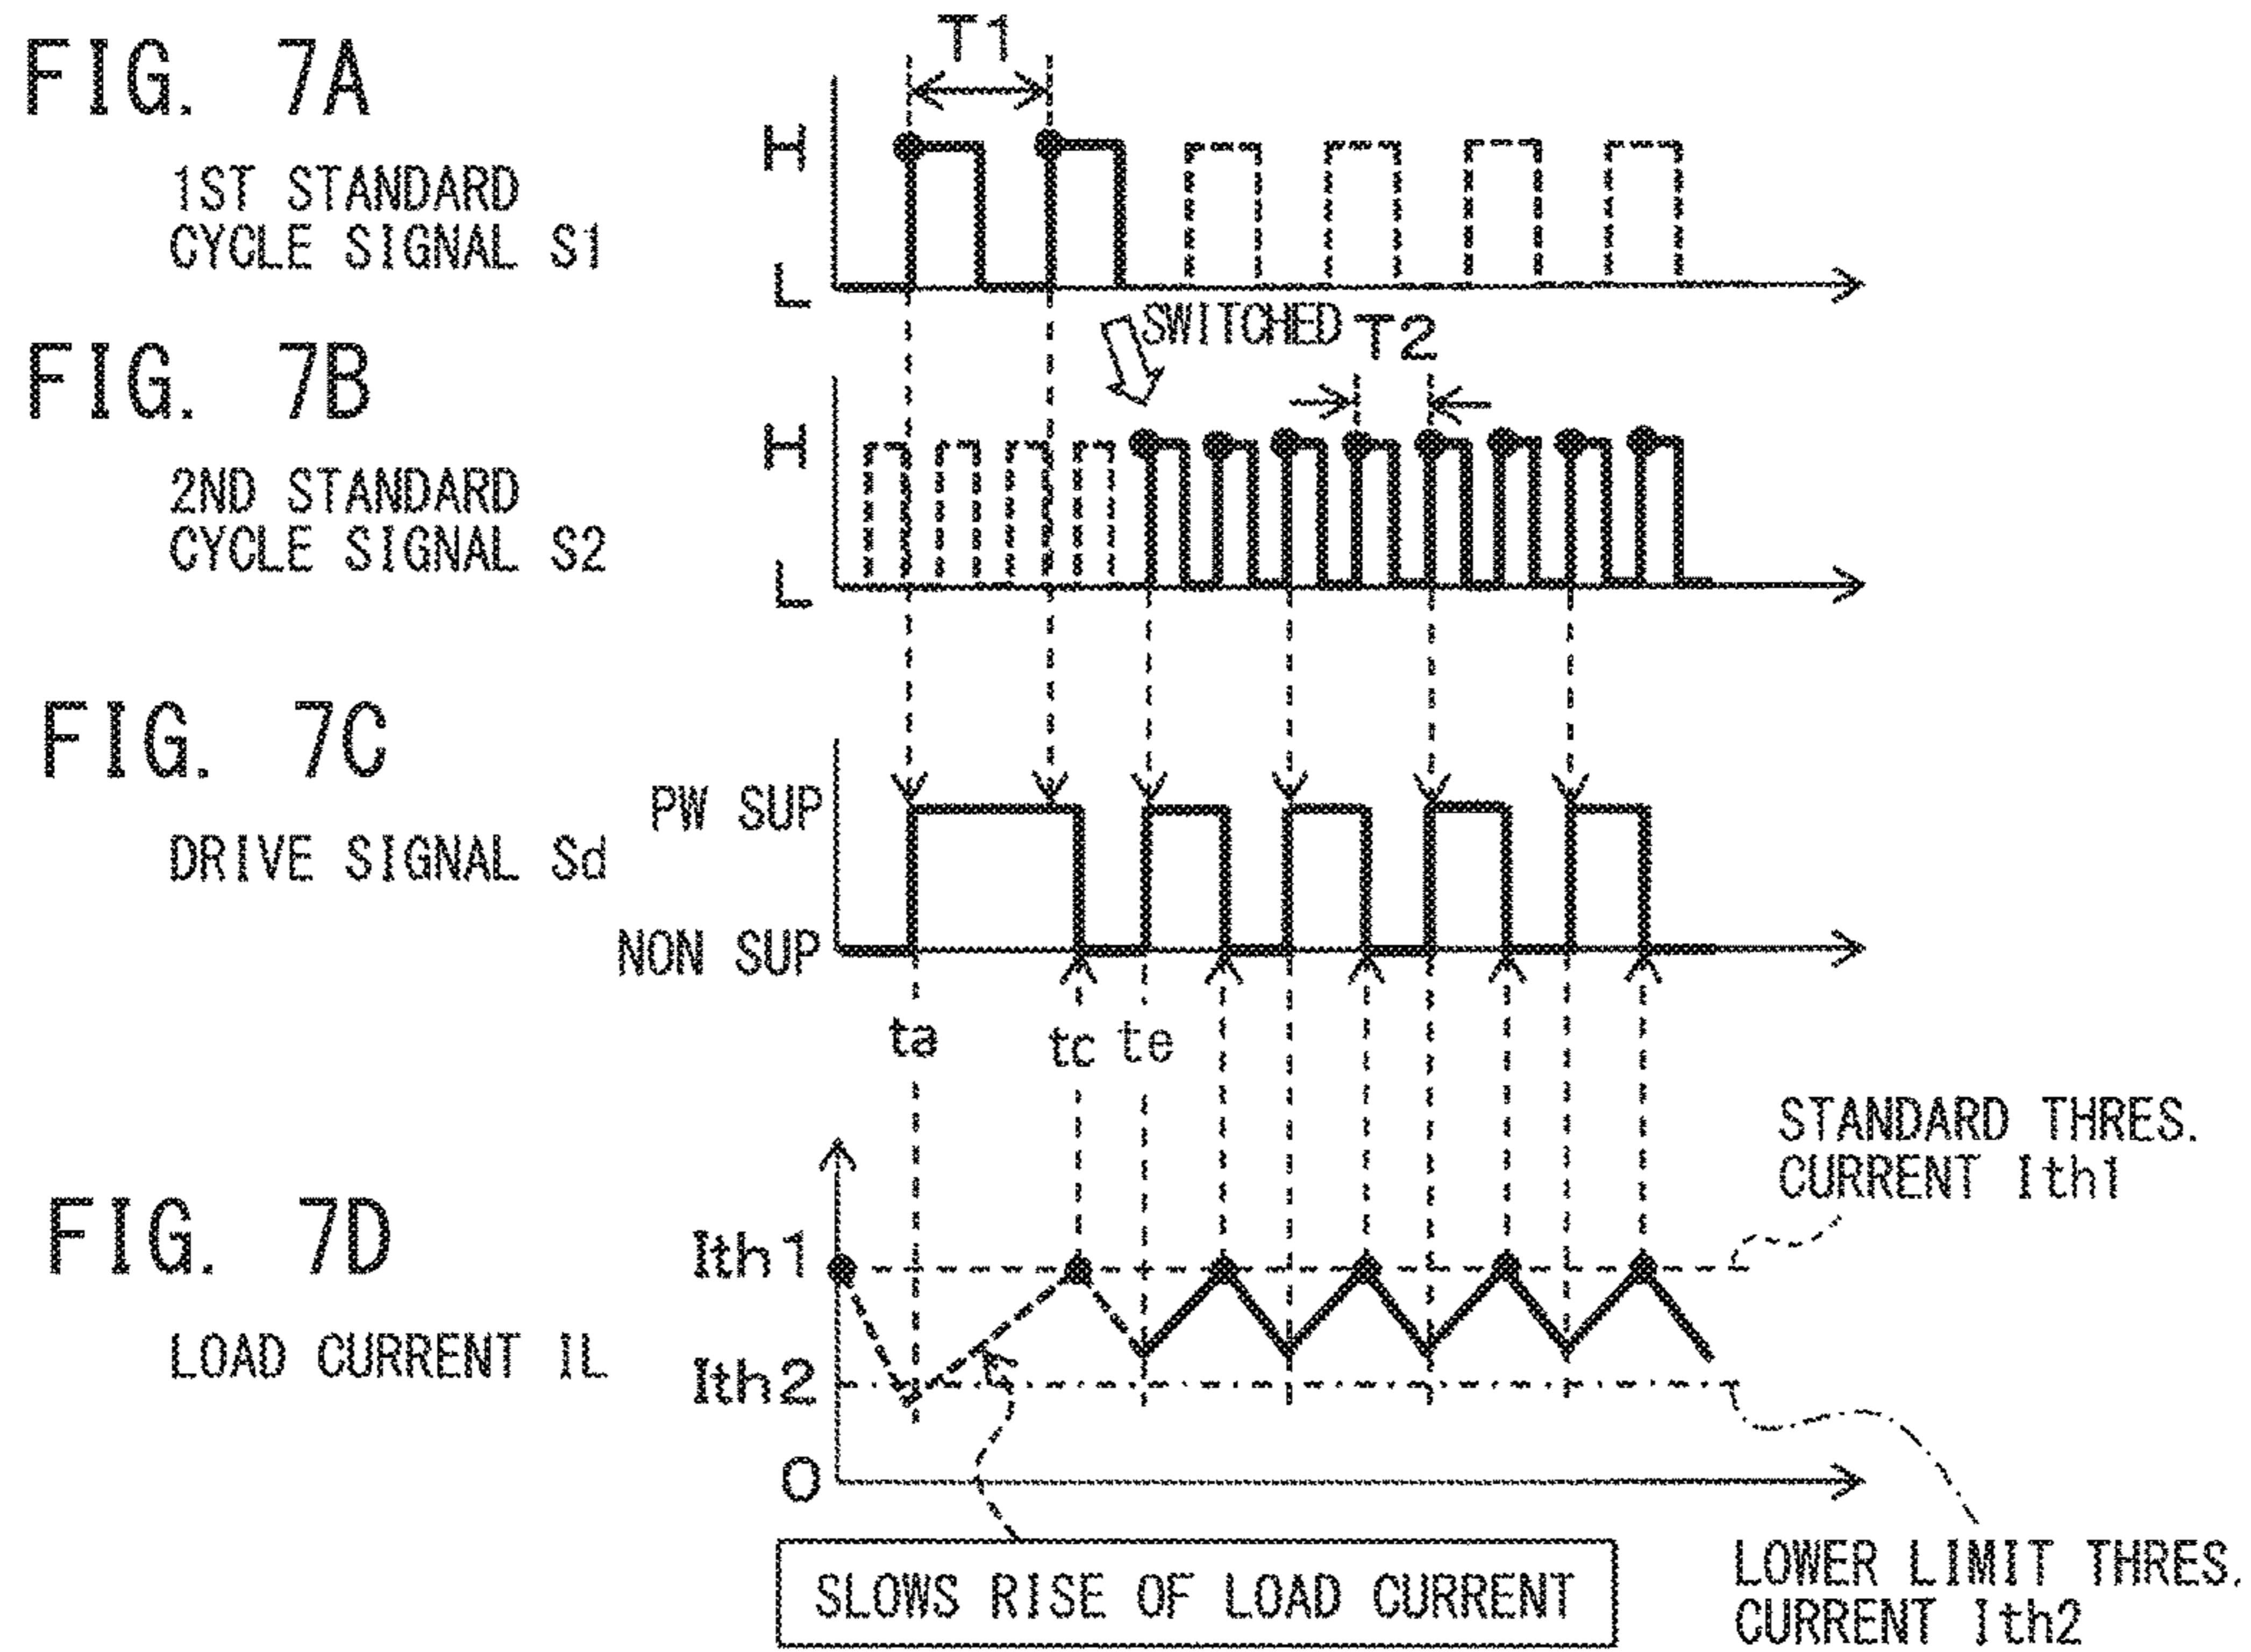 FIG. 7A
1ST STANDARD
CYCLE SIGNAL S1
T1
H
L
SWITCHED
FIG. 7B
2ND STANDARD
CYCLE SIGNAL S2
T2
H
L
FIG. 7C
DRIVE SIGNAL Sd
PW SUP
NON SUP
ta
tc
te
FIG. 7D
LOAD CURRENT IL
Ith1
Ith2
0
STANDARD THRES.
CURRENT Ith1
SLOWS RISE OF LOAD CURRENT
LOWER LIMIT THRES.
CURRENT Ith2